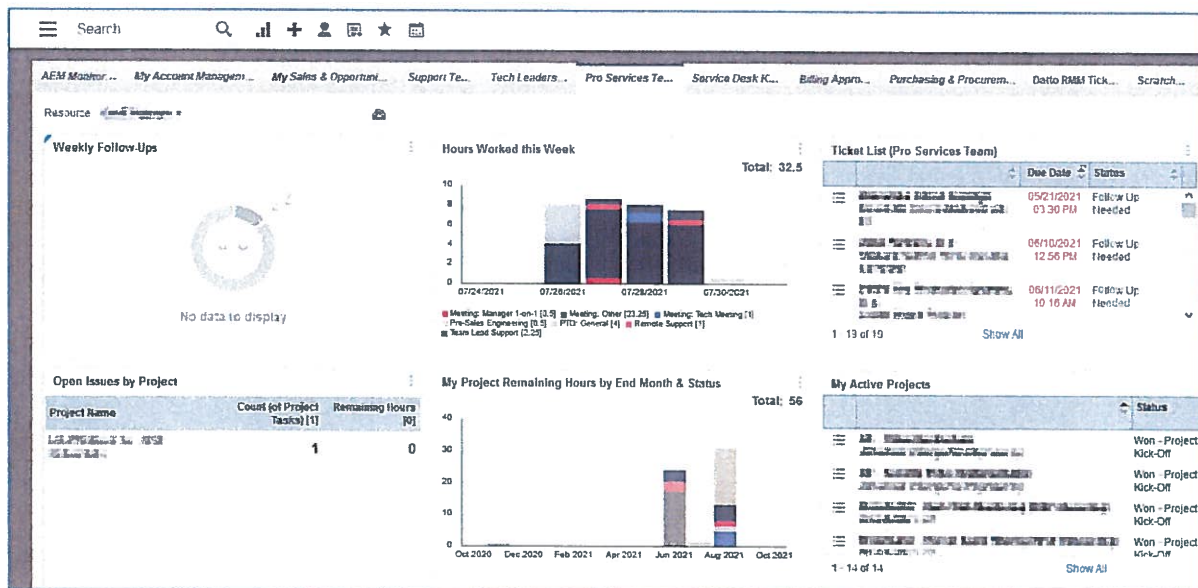 Search
AEM Monitor... My Account Managem... My Sales & Opportuni... Support Te... Tech Leaders... Pro Services Te... Service Desk K... Billing Appro... Purchasing & Procurem... Datto RMM Tick... Scratch...
Resource
Weekly Follow-Ups
No data to display
Hours Worked this Week
Total: 32.5
10
8
6
4
2
0
07/24/2021 07/26/2021 07/28/2021 07/30/2021
Meeting: Manager 1-on-1 [0.5] Meeting: Other [23.25] Meeting: Tech Meeting [1]
Pre-Sales Engineering [0.5] PTO: General [4] Remote Support [1]
Team Lead Support [2.25]
Ticket List (Pro Services Team)
Due Date Status
05/21/2021 Follow Up
03:30 PM Needed
06/10/2021 Follow Up
12:56 PM Needed
06/11/2021 Follow Up
10:16 AM Needed
1 - 19 of 19 Show All
Open Issues by Project
Project Name Count (of Project Tasks) [1] Remaining Hours [0]
1 0
My Project Remaining Hours by End Month & Status
Total: 56
40
30
20
10
0
Oct 2020 Dec 2020 Feb 2021 Apr 2021 Jun 2021 Aug 2021 Oct 2021
My Active Projects
Status
Won - Project
Kick-Off
Won - Project
Kick-Off
Won - Project
Kick-Off
Won - Project
Kick-Off
1 - 14 of 14 Show All